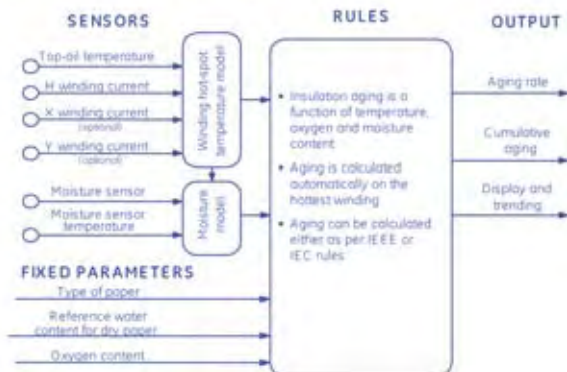 SENSORS
Top-oil temperature
H winding current
X winding current
(optional)
Y winding current
(optional)
Moisture sensor
Moisture sensor
temperature
Winding hot-spot
temperature model
Moisture
model
FIXED PARAMETERS
Type of paper
Reference water
content for dry paper
Oxygen content
RULES
• Insulation aging is a
function of temperature,
oxygen and moisture
content
• Aging is calculated
automatically on the
hottest winding
• Aging can be calculated
either as per IEEE or
IEC rules
OUTPUT
Aging rate
Cumulative
aging
Display and
trending